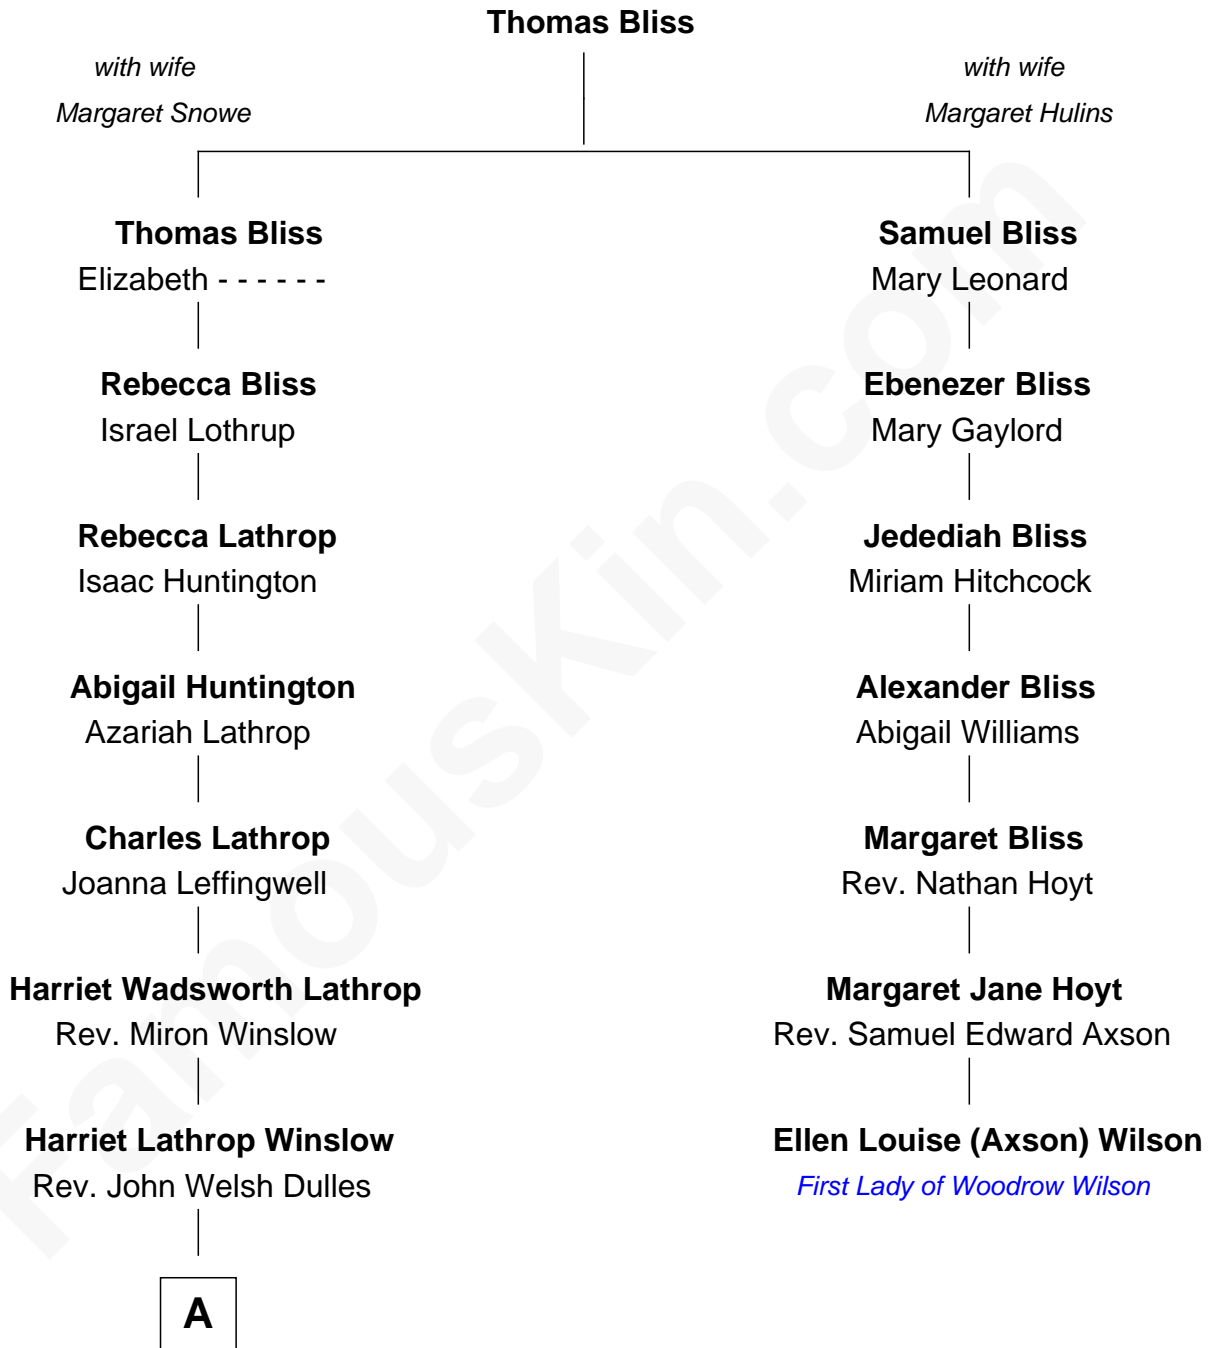 Thomas Bliss
with wife
Margaret Snowe
with wife
Margaret Hulins
Thomas Bliss
Elizabeth - - - - - -
Samuel Bliss
Mary Leonard
Rebecca Bliss
Israel Lothrup
Ebenezer Bliss
Mary Gaylord
Rebecca Lathrop
Isaac Huntington
Jedediah Bliss
Miriam Hitchcock
Abigail Huntington
Azariah Lathrop
Alexander Bliss
Abigail Williams
Charles Lathrop
Joanna Leffingwell
Margaret Bliss
Rev. Nathan Hoyt
Harriet Wadsworth Lathrop
Rev. Miron Winslow
Margaret Jane Hoyt
Rev. Samuel Edward Axson
Harriet Lathrop Winslow
Rev. John Welsh Dulles
Ellen Louise (Axson) Wilson
First Lady of Woodrow Wilson
A
FamousKin.com